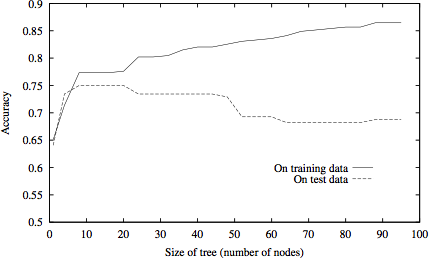 0.9
0.85
0.8
0.75
0.7
0.65
0.6
0.55
0.5
Accuracy
On training data
On test data
0 10 20 30 40 50 60 70 80 90 100
Size of tree (number of nodes)